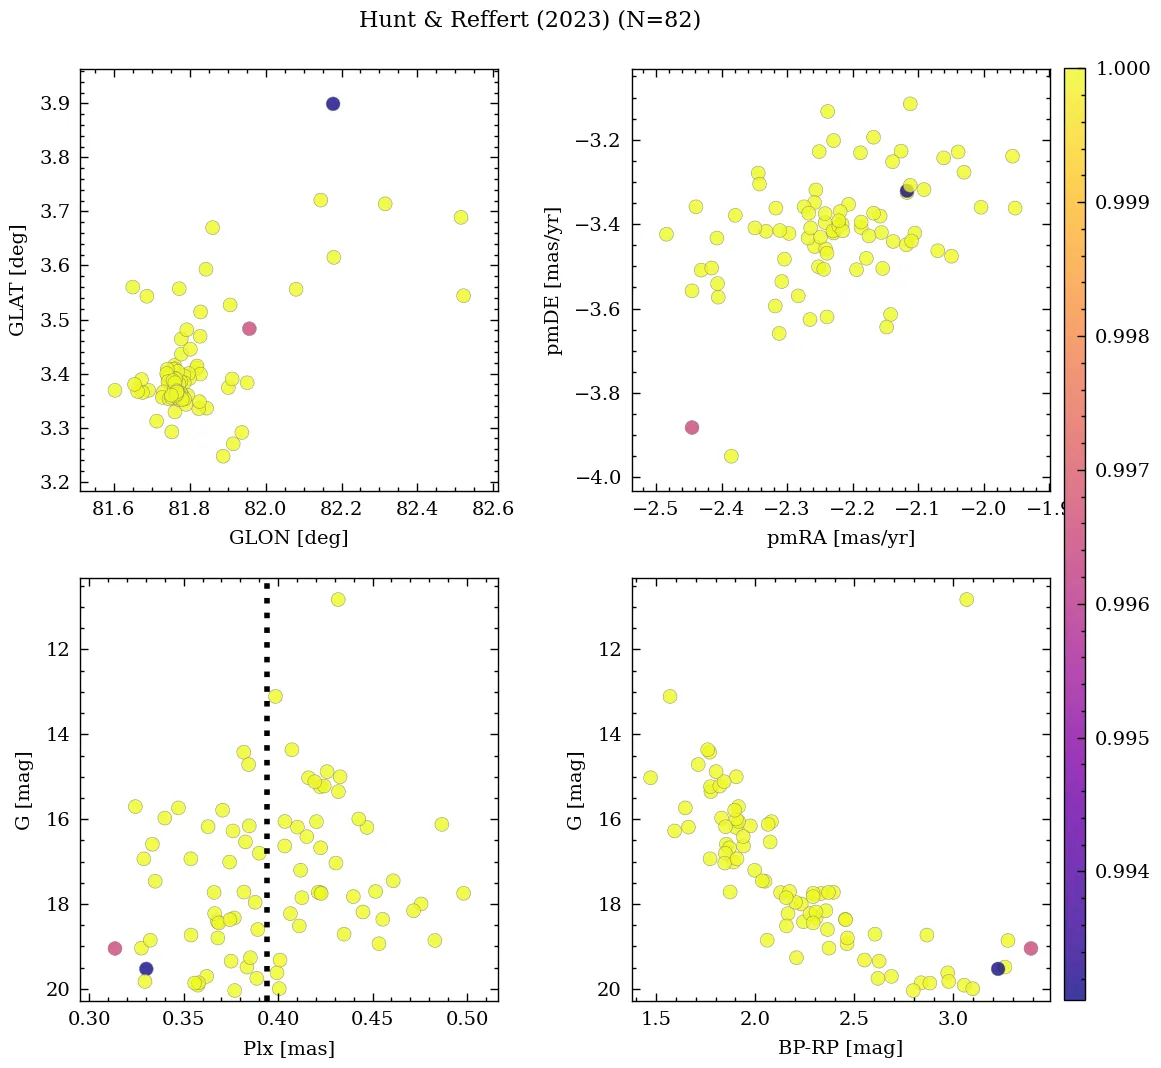 Hunt & Reffert (2023) (N=82)
3.9
3.8
3.7
3.6
3.5
3.4
3.3
3.2
GLAT [deg]
81.6 81.8 82.0 82.2 82.4 82.6
GLON [deg]
−3.2
−3.4
−3.6
−3.8
−4.0
pmDE [mas/yr]
−2.5 −2.4 −2.3 −2.2 −2.1 −2.0 −1.9
pmRA [mas/yr]
12
14
16
18
20
G [mag]
0.30 0.35 0.40 0.45 0.50
Plx [mas]
12
14
16
18
20
G [mag]
1.5 2.0 2.5 3.0
BP-RP [mag]
1.000
0.999
0.998
0.997
0.996
0.995
0.994